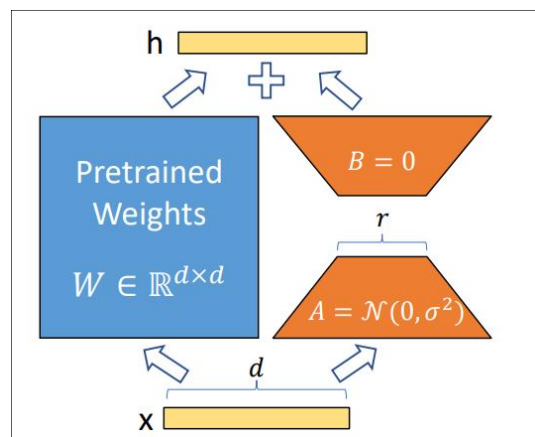 h
Pretrained
Weights
W ∈ ℝ^{d×d}
B = 0
r
A = 𝒩(0, σ²)
d
x